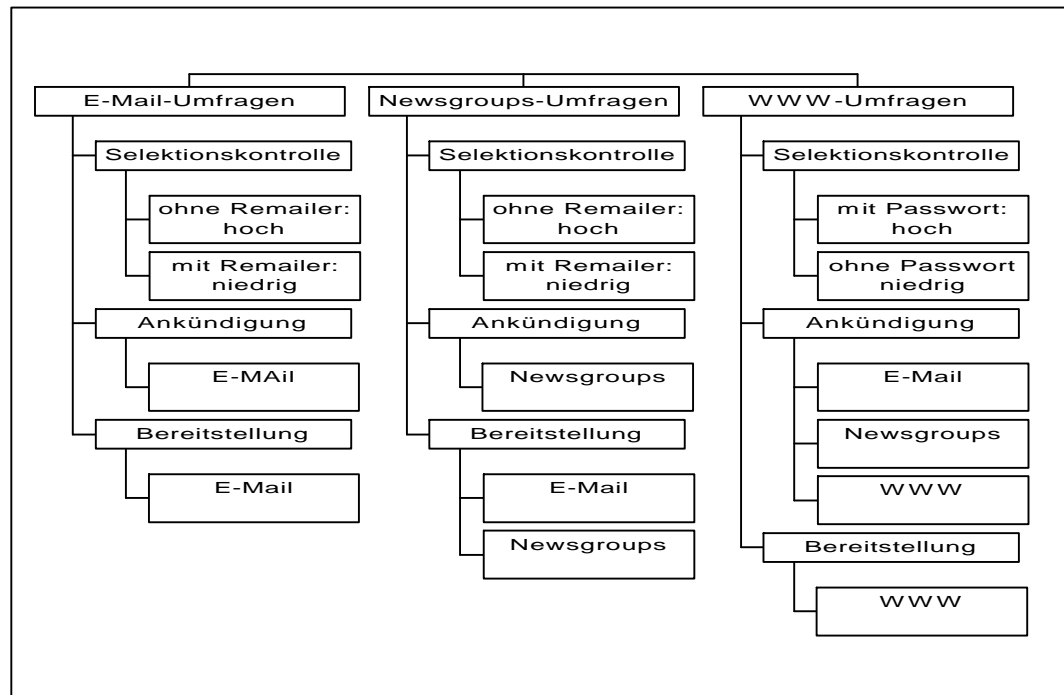 E-Mail-Umfragen
Selektionskontrolle
ohne Remailer:
hoch
mit Remailer:
niedrig
Ankündigung
E-MAil
Bereitstellung
E-Mail
Newsgroups-Umfragen
Selektionskontrolle
ohne Remailer:
hoch
mit Remailer:
niedrig
Ankündigung
Newsgroups
Bereitstellung
E-Mail
Newsgroups
WWW-Umfragen
Selektionskontrolle
mit Passwort:
hoch
ohne Passwort
niedrig
Ankündigung
E-Mail
Newsgroups
WWW
Bereitstellung
WWW